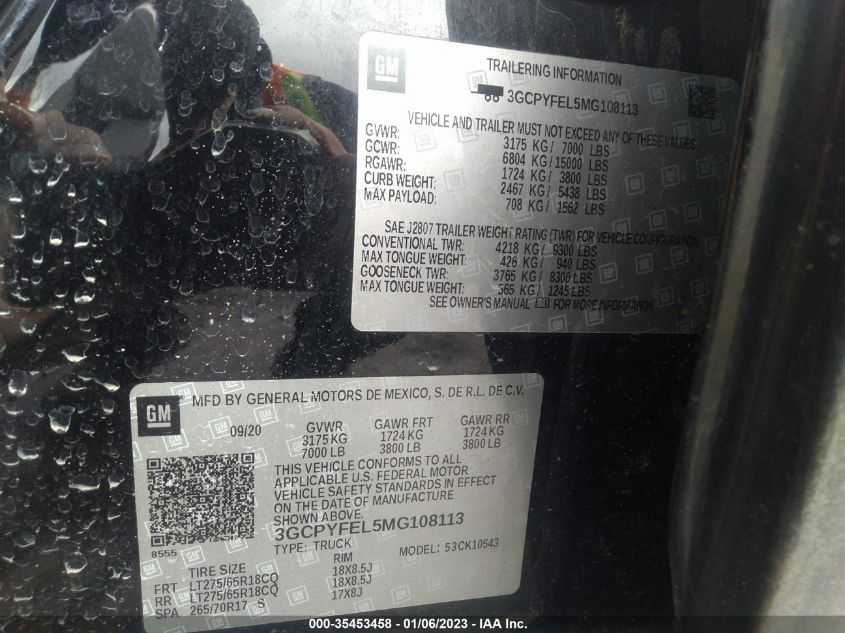 GM
TRAILERING INFORMATION
3GCPYFEL5MG108113
VEHICLE AND TRAILER MUST NOT EXCEED ANY OF THESE VALUES
GVWR: 3175 KG/ 7000 LBS
GCWR: 6804 KG/ 15000 LBS
RGAWR: 1724 KG/ 3800 LBS
CURB WEIGHT: 2467 KG/ 5438 LBS
MAX PAYLOAD: 708 KG/ 1562 LBS
SAE J2807 TRAILER WEIGHT RATING (TWR) FOR VEHICLE CONFIGURATION
CONVENTIONAL TWR: 4218 KG/ 9300 LBS
MAX TONGUE WEIGHT: 426 KG/ 940 LBS
GOOSENECK TWR: 3765 KG/ 8300 LBS
MAX TONGUE WEIGHT: 565 KG/ 1245 LBS
SEE OWNER'S MANUAL FOR MORE INFORMATION
GM
MFD BY GENERAL MOTORS DE MEXICO, S. DE R.L. DE C.V.
09/20 GVWR GAWR FRT GAWR RR
3175 KG 1724 KG 1724 KG
7000 LB 3800 LB 3800 LB
THIS VEHICLE CONFORMS TO ALL
APPLICABLE U.S. FEDERAL MOTOR
VEHICLE SAFETY STANDARDS IN EFFECT
ON THE DATE OF MANUFACTURE
SHOWN ABOVE.
3GCPYFEL5MG108113
8555 TYPE: TRUCK MODEL: 53CK10543
TIRE SIZE RIM
FRT LT275/65R18CQ 18X8.5J
RR LT275/65R18CQ 18X8.5J
SPA 265/70R17 S 17X8J
000-35453458 - 01/06/2023 - IAA Inc.